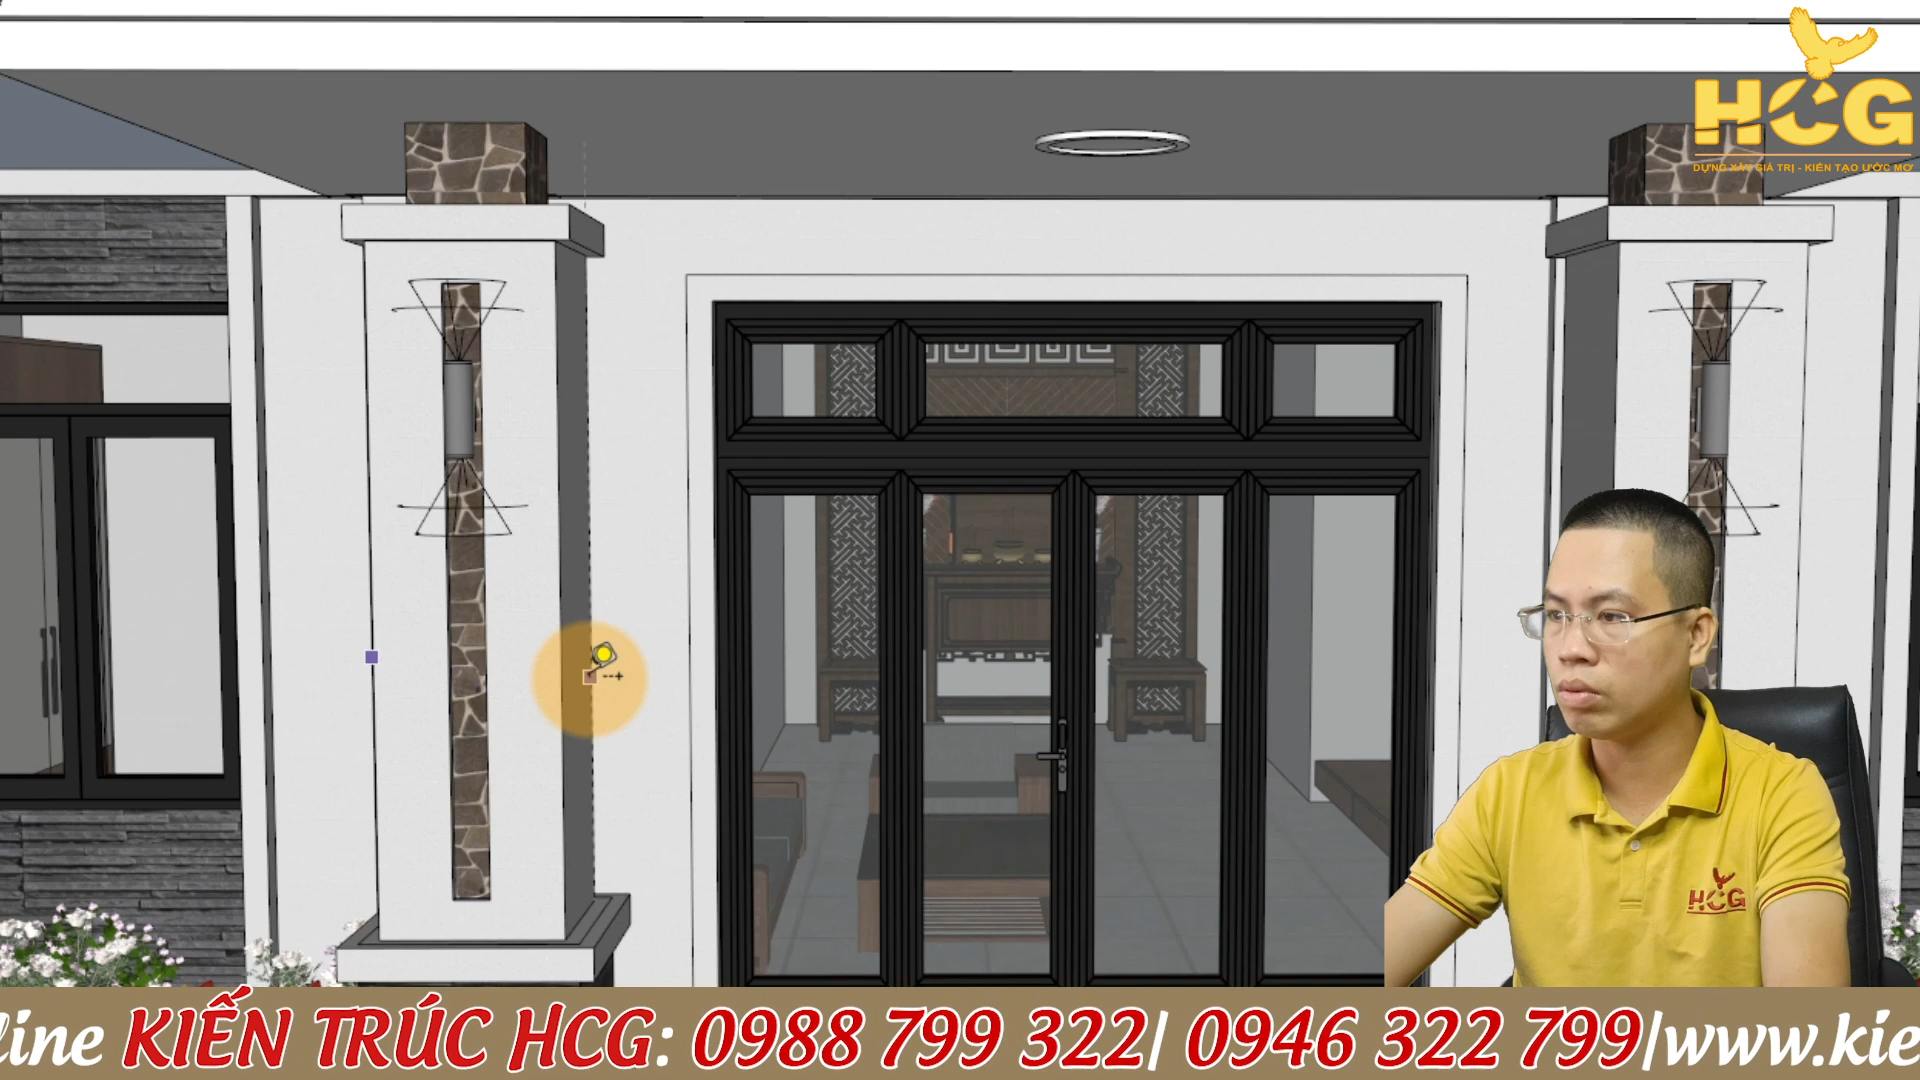 HCG
DỰNG XÂY GIÁ TRỊ - KIẾN TẠO ƯỚC MƠ
HCG
line KIẾN TRÚC HCG: 0988 799 322/ 0946 322 799/www.kie